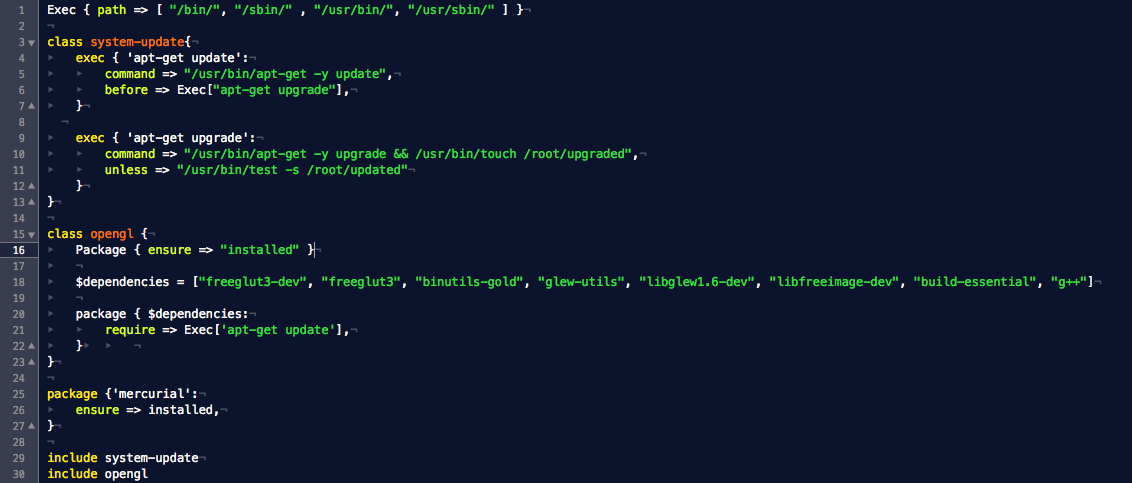 1 Exec { path => [ "/bin/", "/sbin/" , "/usr/bin/", "/usr/sbin/" ] }
2
3 class system-update{
4 exec { 'apt-get update':
5 command => "/usr/bin/apt-get -y update",
6 before => Exec["apt-get upgrade"],
7 }
8
9 exec { 'apt-get upgrade':
10 command => "/usr/bin/apt-get -y upgrade && /usr/bin/touch /root/upgraded",
11 unless => "/usr/bin/test -s /root/updated"
12 }
13 }
14
15 class opengl {
16 Package { ensure => "installed" }
17
18 $dependencies = ["freeglut3-dev", "freeglut3", "binutils-gold", "glew-utils", "libglew1.6-dev", "libfreeimage-dev", "build-essential", "g++"]
19
20 package { $dependencies:
21 require => Exec['apt-get update'],
22 }
23 }
24
25 package {'mercurial':
26 ensure => installed,
27 }
28
29 include system-update
30 include opengl